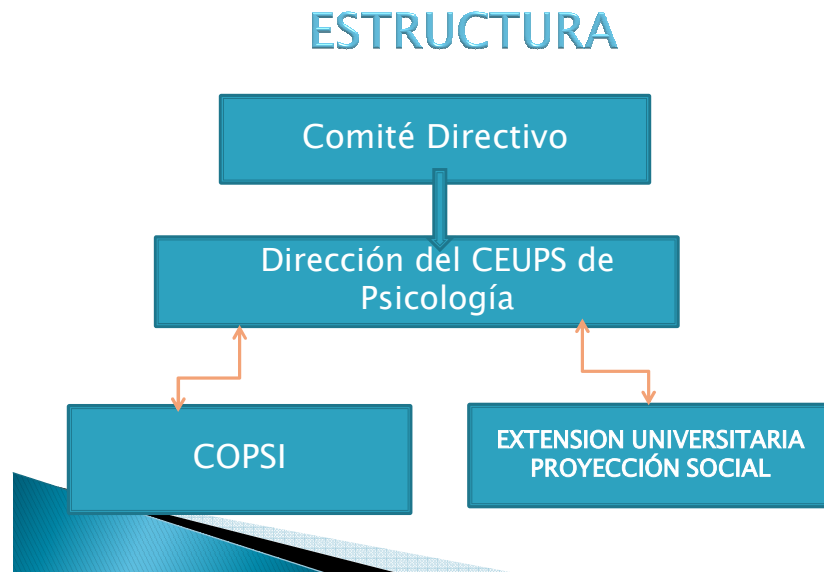 ESTRUCTURA
Comité Directivo
Dirección del CEUPS de
Psicología
COPSI
EXTENSION UNIVERSITARIA
PROYECCIÓN SOCIAL